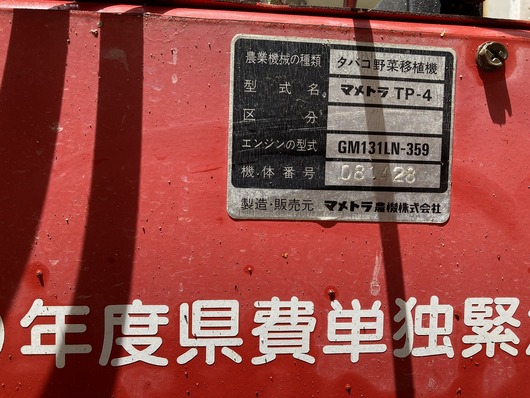 農業機械の種類 タバコ野菜移植機
型式名 マメトラ TP-4
区分
エンジンの型式 GM131LN-359
機体番号 081428
製造・販売元 マメトラ農機株式会社
年度県費単独緊